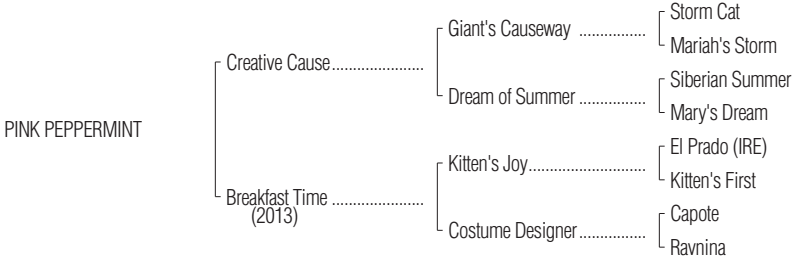 Storm Cat
Giant's Causeway ................
Mariah's Storm
Creative Cause......................
Siberian Summer
Dream of Summer ................
Mary's Dream
PINK PEPPERMINT
El Prado (IRE)
Kitten's Joy............................
Kitten's First
Breakfast Time ......................
(2013)
Capote
Costume Designer................
Ravnina